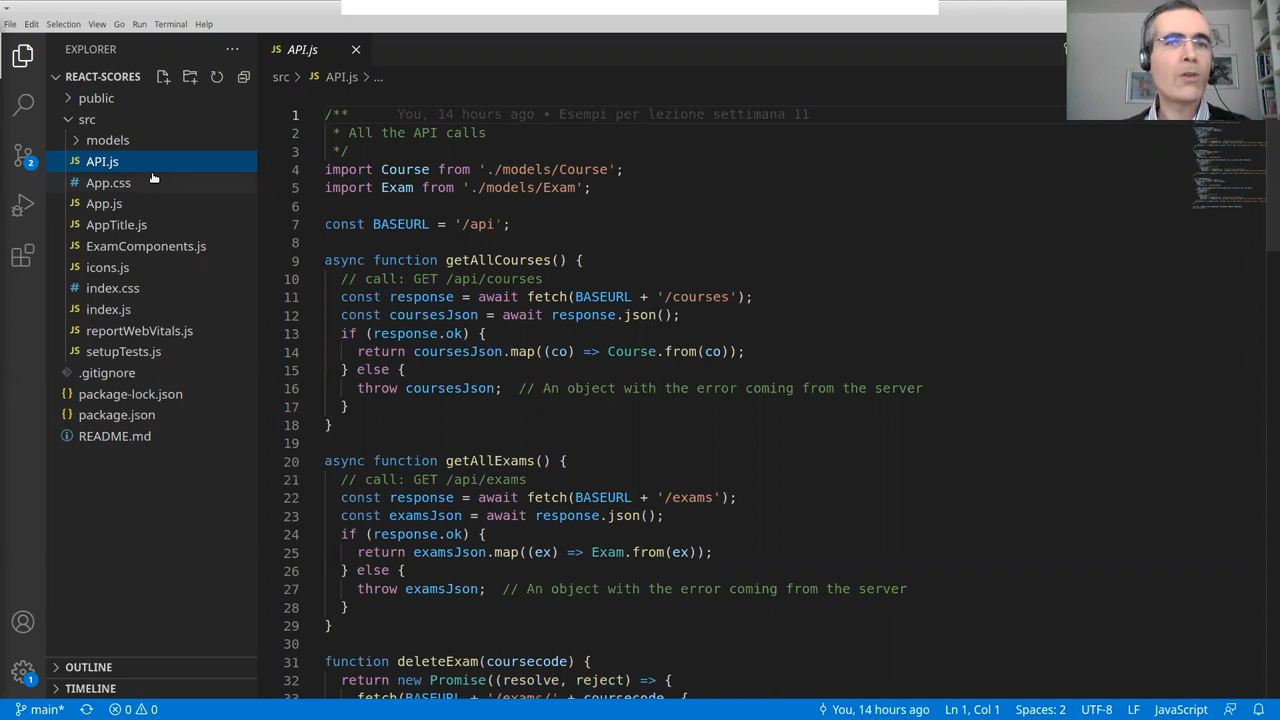 File Edit Selection View Go Run Terminal Help
EXPLORER
REACT-SCORES
public
src
models
JS API.js
# App.css
JS App.js
JS AppTitle.js
JS ExamComponents.js
JS icons.js
# index.css
JS index.js
JS reportWebVitals.js
JS setupTests.js
.gitignore
{} package-lock.json
{} package.json
README.md
OUTLINE
TIMELINE
2
1
JS API.js
src > JS API.js > ...
1 /** You, 14 hours ago • Esempi per lezione settimana 11
2 * All the API calls
3 */
4 import Course from './models/Course';
5 import Exam from './models/Exam';
6
7 const BASEURL = '/api';
8
9 async function getAllCourses() {
10 // call: GET /api/courses
11 const response = await fetch(BASEURL + '/courses');
12 const coursesJson = await response.json();
13 if (response.ok) {
14 return coursesJson.map((co) => Course.from(co));
15 } else {
16 throw coursesJson; // An object with the error coming from the server
17 }
18 }
19
20 async function getAllExams() {
21 // call: GET /api/exams
22 const response = await fetch(BASEURL + '/exams');
23 const examsJson = await response.json();
24 if (response.ok) {
25 return examsJson.map((ex) => Exam.from(ex));
26 } else {
27 throw examsJson; // An object with the error coming from the server
28 }
29 }
30
31 function deleteExam(coursecode) {
32 return new Promise((resolve, reject) => {
33 fetch(BASEURL + '/exams/' + coursecode, {
main* 0 0 You, 14 hours ago Ln 1, Col 1 Spaces: 2 UTF-8 LF JavaScript